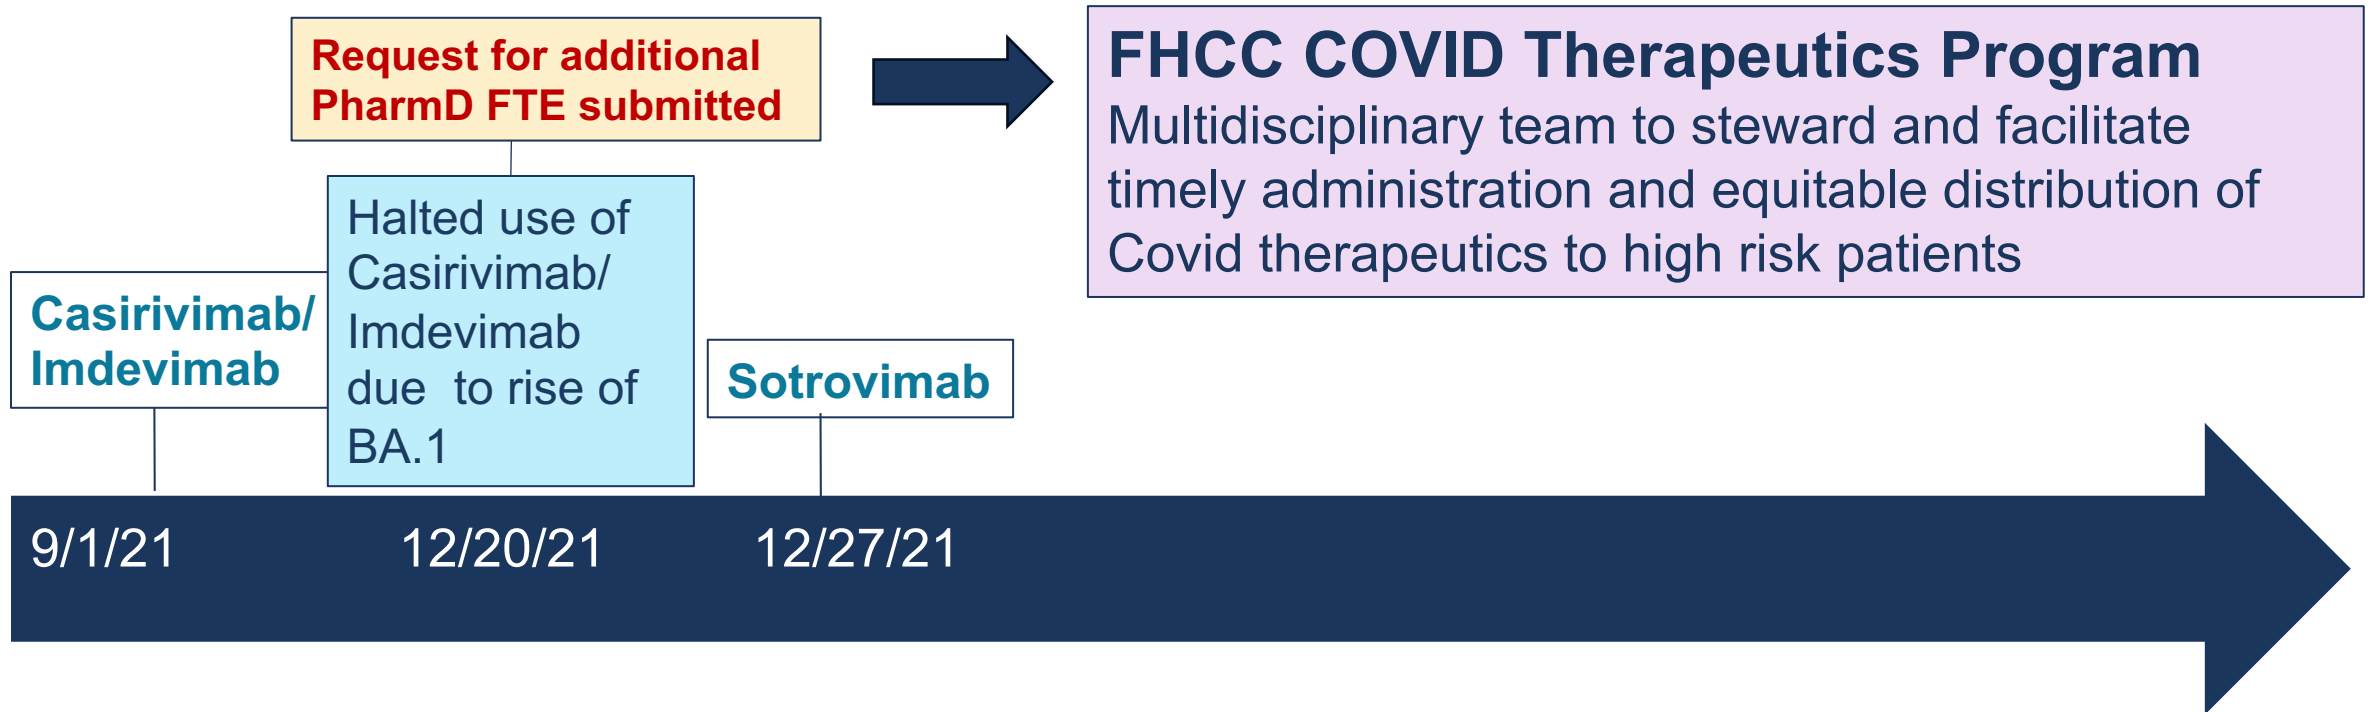 Request for additional
PharmD FTE submitted
FHCC COVID Therapeutics Program
Multidisciplinary team to steward and facilitate
timely administration and equitable distribution of
Covid therapeutics to high risk patients
Casirivimab/
Imdevimab
Halted use of
Casirivimab/
Imdevimab
due  to rise of
BA.1
Sotrovimab
9/1/21
12/20/21
12/27/21